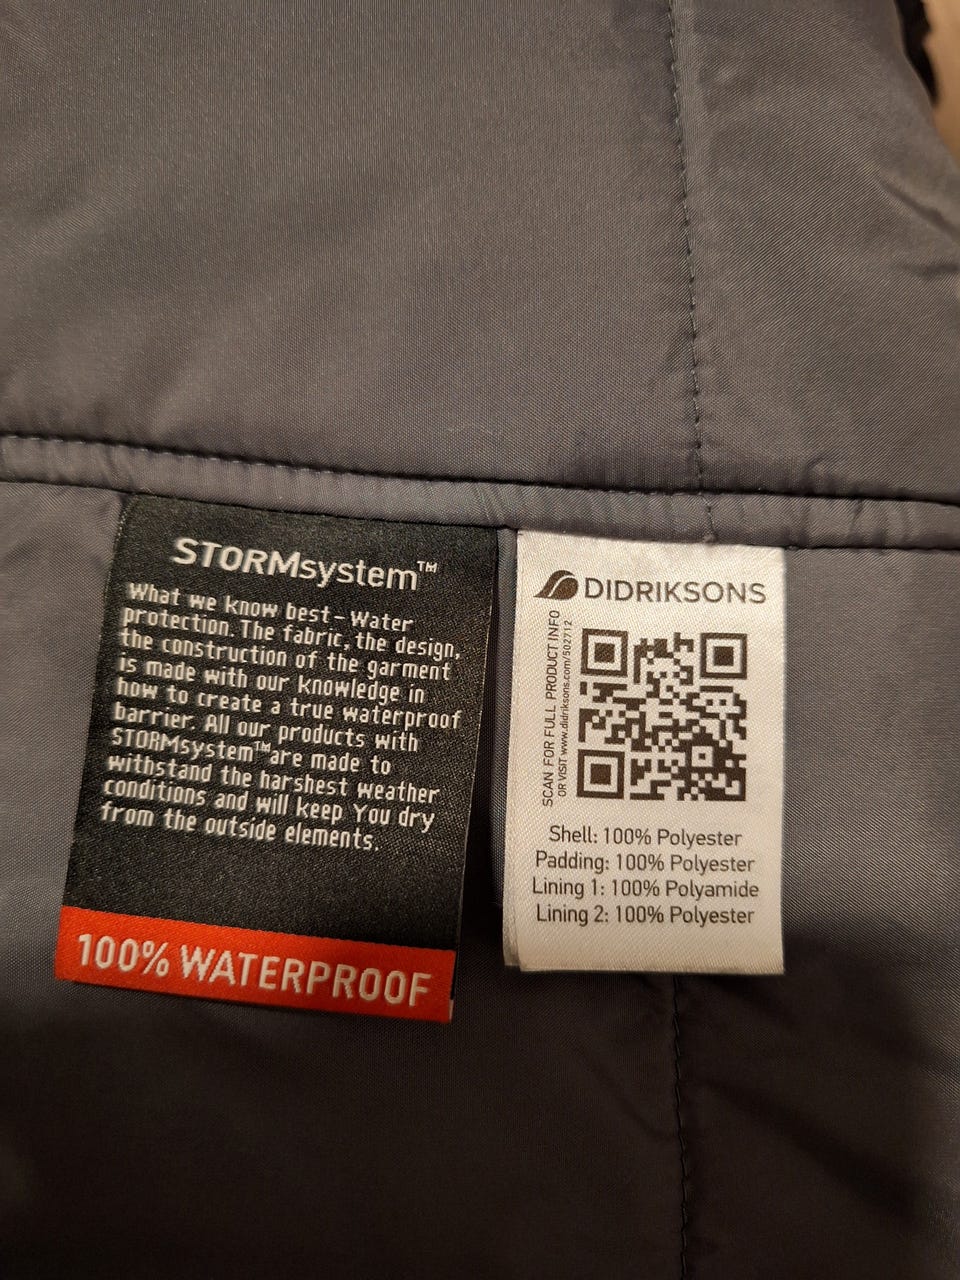 STORMsystem™
What we know best - Water
protection. The fabric, the design,
the construction of the garment
is made with our knowledge in
how to create a true waterproof
barrier. All our products with
STORMsystem™ are made to
withstand the harshest weather
conditions and will keep You dry
from the outside elements.
100% WATERPROOF
DIDRIKSONS
SCAN FOR FULL PRODUCT INFO
OR VISIT www.didriksons.com/502712
Shell: 100% Polyester
Padding: 100% Polyester
Lining 1: 100% Polyamide
Lining 2: 100% Polyester